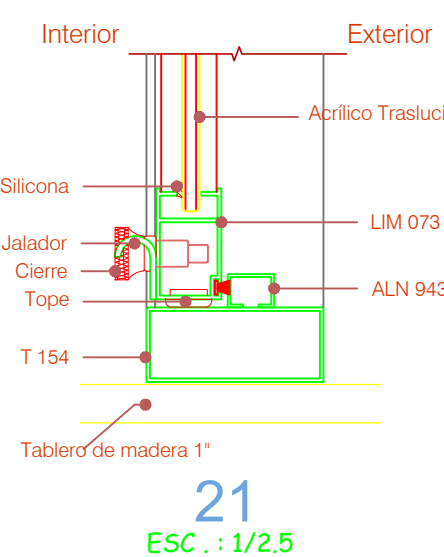 Interior
Exterior
Acrílico Trasluci
Silicona
LIM 073
Jalador
Cierre
ALN 943
Tope
T 154
Tablero de madera 1"
21
ESC . : 1/2.5